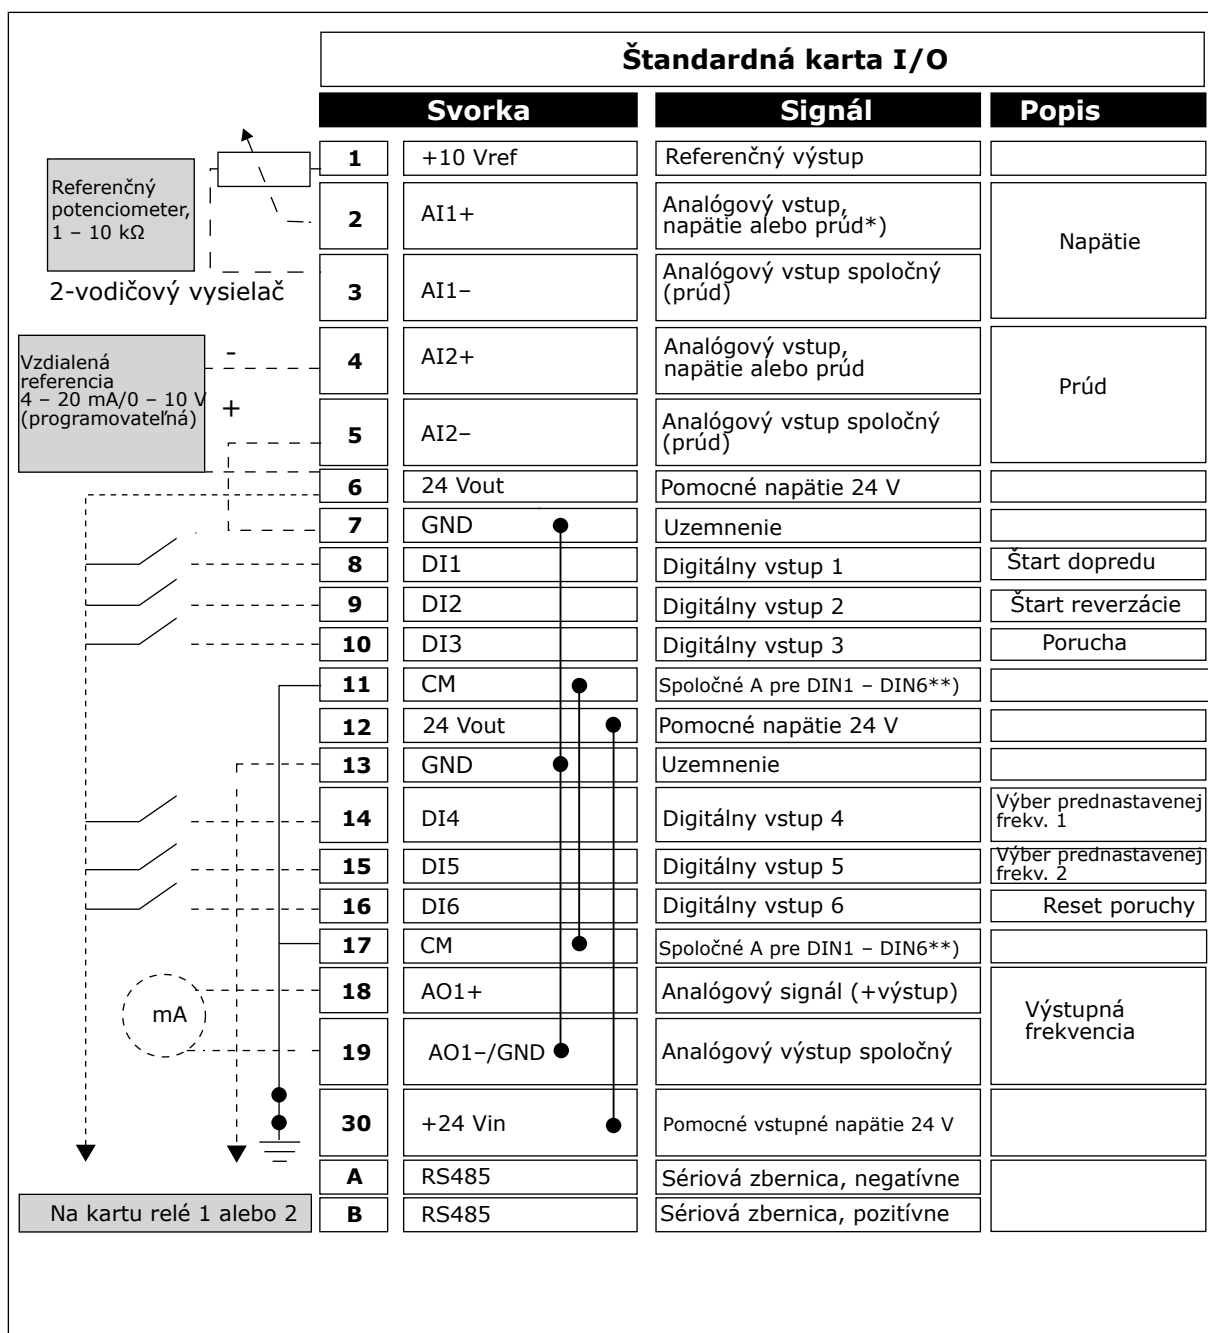 Štandardná karta I/O
Svorka Signál Popis
1 +10 Vref Referenčný výstup
Referenčný
potenciometer,
1 – 10 kΩ
2 AI1+ Analógový vstup,
napätie alebo prúd*)
Napätie
3 AI1– Analógový vstup spoločný
(prúd)
2-vodičový vysielač
4 AI2+ Analógový vstup,
napätie alebo prúd
Prúd
Vzdialená
referencia
4 – 20 mA/0 – 10 V
(programovateľná)
-
+
5 AI2– Analógový vstup spoločný
(prúd)
6 24 Vout Pomocné napätie 24 V
7 GND Uzemnenie
8 DI1 Digitálny vstup 1 Štart dopredu
9 DI2 Digitálny vstup 2 Štart reverzácie
10 DI3 Digitálny vstup 3 Porucha
11 CM Spoločné A pre DIN1 – DIN6**)
12 24 Vout Pomocné napätie 24 V
13 GND Uzemnenie
14 DI4 Digitálny vstup 4 Výber prednastavenej
frekv. 1
15 DI5 Digitálny vstup 5 Výber prednastavenej
frekv. 2
16 DI6 Digitálny vstup 6 Reset poruchy
17 CM Spoločné A pre DIN1 – DIN6**)
18 AO1+ Analógový signál (+výstup)
mA
Výstupná
frekvencia
19 AO1–/GND Analógový výstup spoločný
30 +24 Vin Pomocné vstupné napätie 24 V
A RS485 Sériová zbernica, negatívne
Na kartu relé 1 alebo 2 B RS485 Sériová zbernica, pozitívne